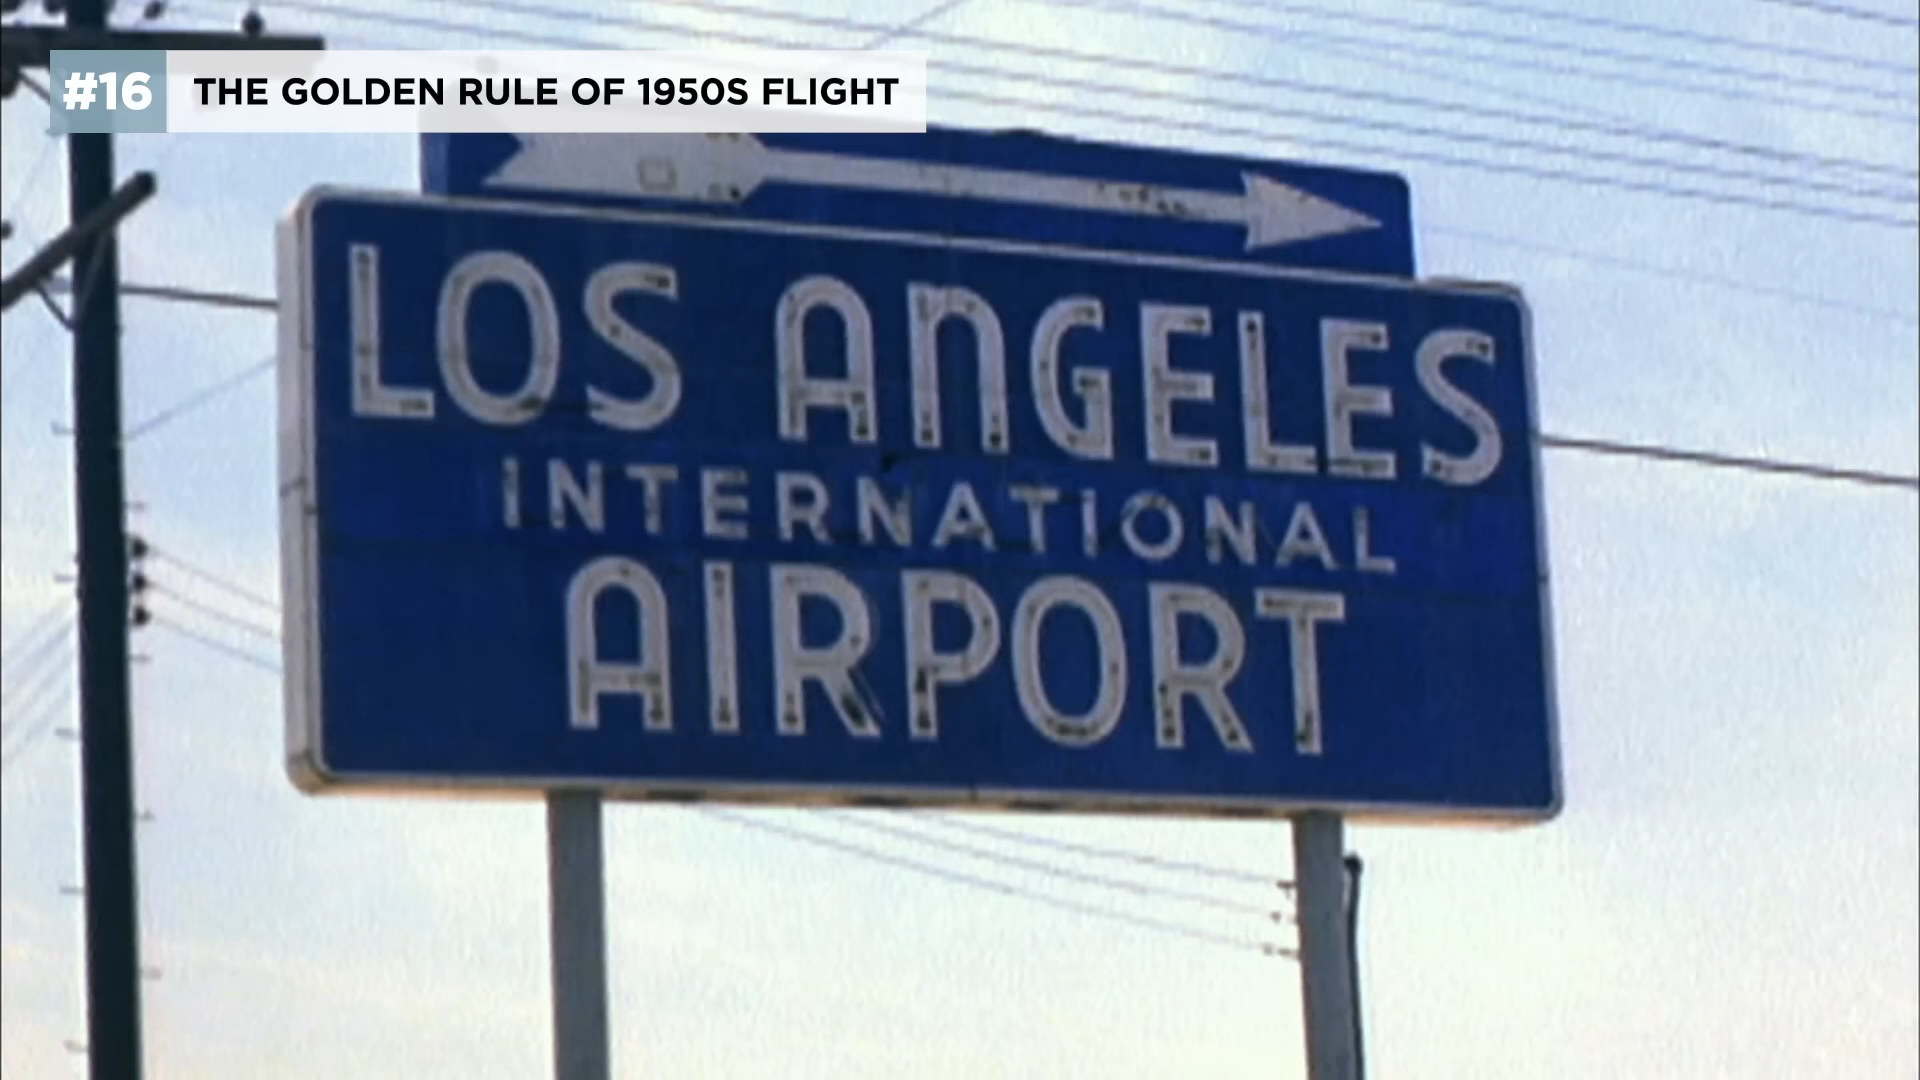 #16 THE GOLDEN RULE OF 1950S FLIGHT
LOS ANGELES
INTERNATIONAL
AIRPORT